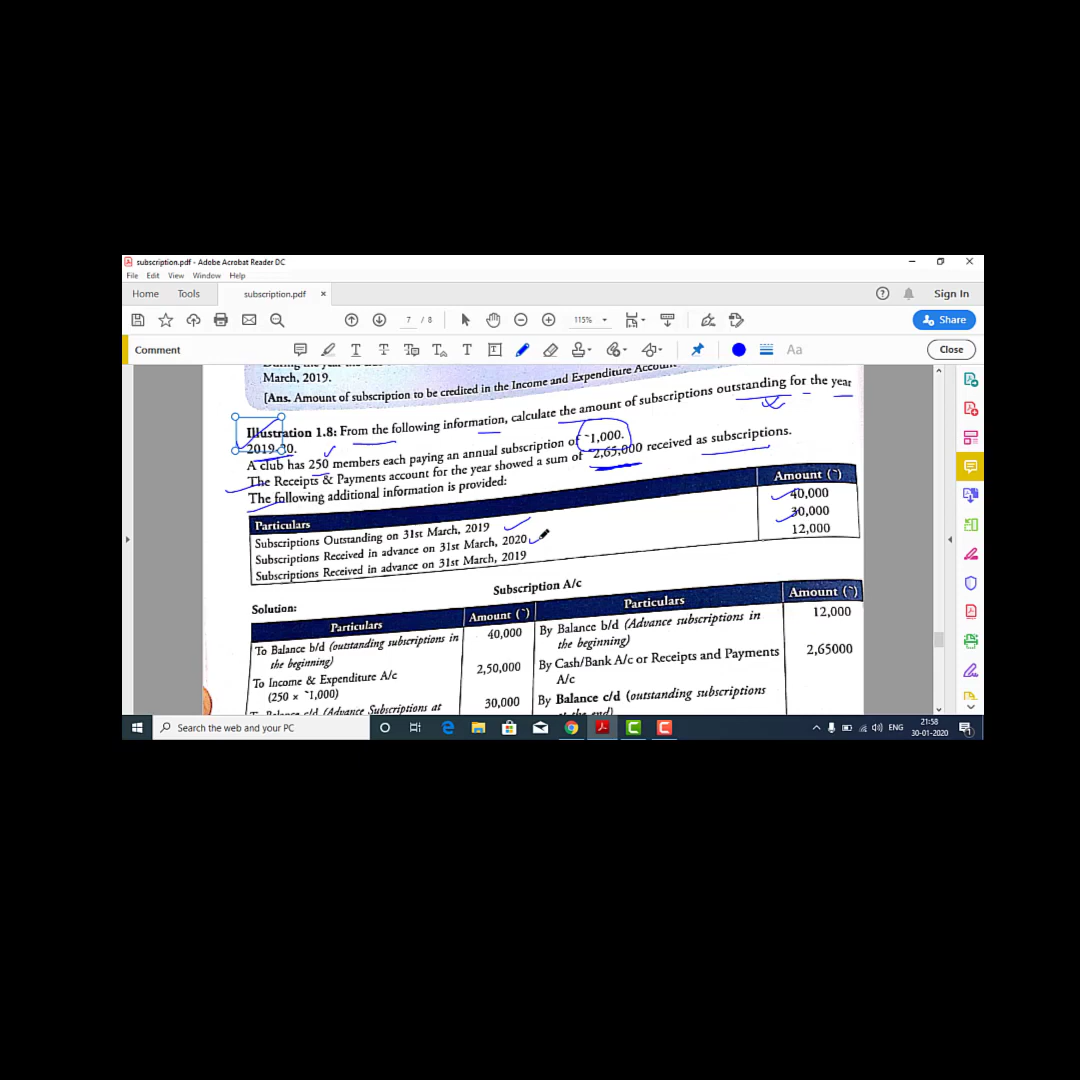 subscription.pdf - Adobe Acrobat Reader DC
File Edit View Window Help
Home Tools subscription.pdf × Sign In
7 / 8 115% Share
Comment Aa Close
March, 2019.
[Ans. Amount of subscription to be credited in the Income and Expenditure Accou
Illustration 1.8: From the following information, calculate the amount of subscriptions outstanding for the year
2019-20.
A club has 250 members each paying an annual subscription of `1,000.
The Receipts & Payments account for the year showed a sum of `2,65,000 received as subscriptions.
The following additional information is provided:
Particulars Amount (`)
Subscriptions Outstanding on 31st March, 2019 40,000
Subscriptions Received in advance on 31st March, 2020 30,000
Subscriptions Received in advance on 31st March, 2019 12,000
Subscription A/c
Solution:
Particulars Amount (`) Particulars Amount (`)
To Balance b/d (outstanding subscriptions in the beginning) 40,000 By Balance b/d (Advance subscriptions in the beginning) 12,000
To Income & Expenditure A/c (250 × `1,000) 2,50,000 By Cash/Bank A/c or Receipts and Payments A/c 2,65000
To Balance c/d (Advance Subscriptions at 30,000 By Balance c/d (outstanding subscriptions
at the end)
Search the web and your PC
ENG 21:58
30-01-2020